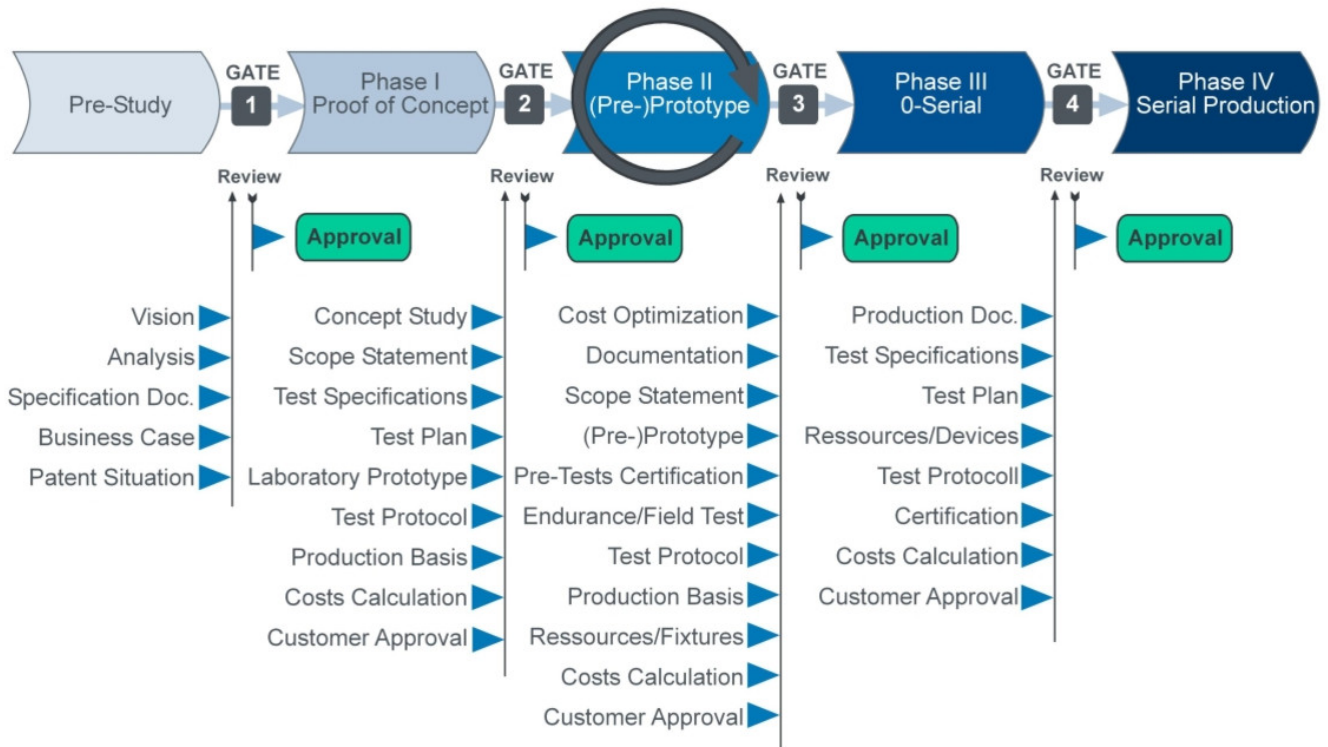 Pre-Study
GATE
1
Phase I
Proof of Concept
GATE
2
Phase II
(Pre-)Prototype
GATE
3
Phase III
0-Serial
GATE
4
Phase IV
Serial Production
Review
Approval
Review
Approval
Review
Approval
Review
Approval
Vision
Analysis
Specification Doc.
Business Case
Patent Situation
Concept Study
Scope Statement
Test Specifications
Test Plan
Laboratory Prototype
Test Protocol
Production Basis
Costs Calculation
Customer Approval
Cost Optimization
Documentation
Scope Statement
(Pre-)Prototype
Pre-Tests Certification
Endurance/Field Test
Test Protocol
Production Basis
Ressources/Fixtures
Costs Calculation
Customer Approval
Production Doc.
Test Specifications
Test Plan
Ressources/Devices
Test Protocoll
Certification
Costs Calculation
Customer Approval